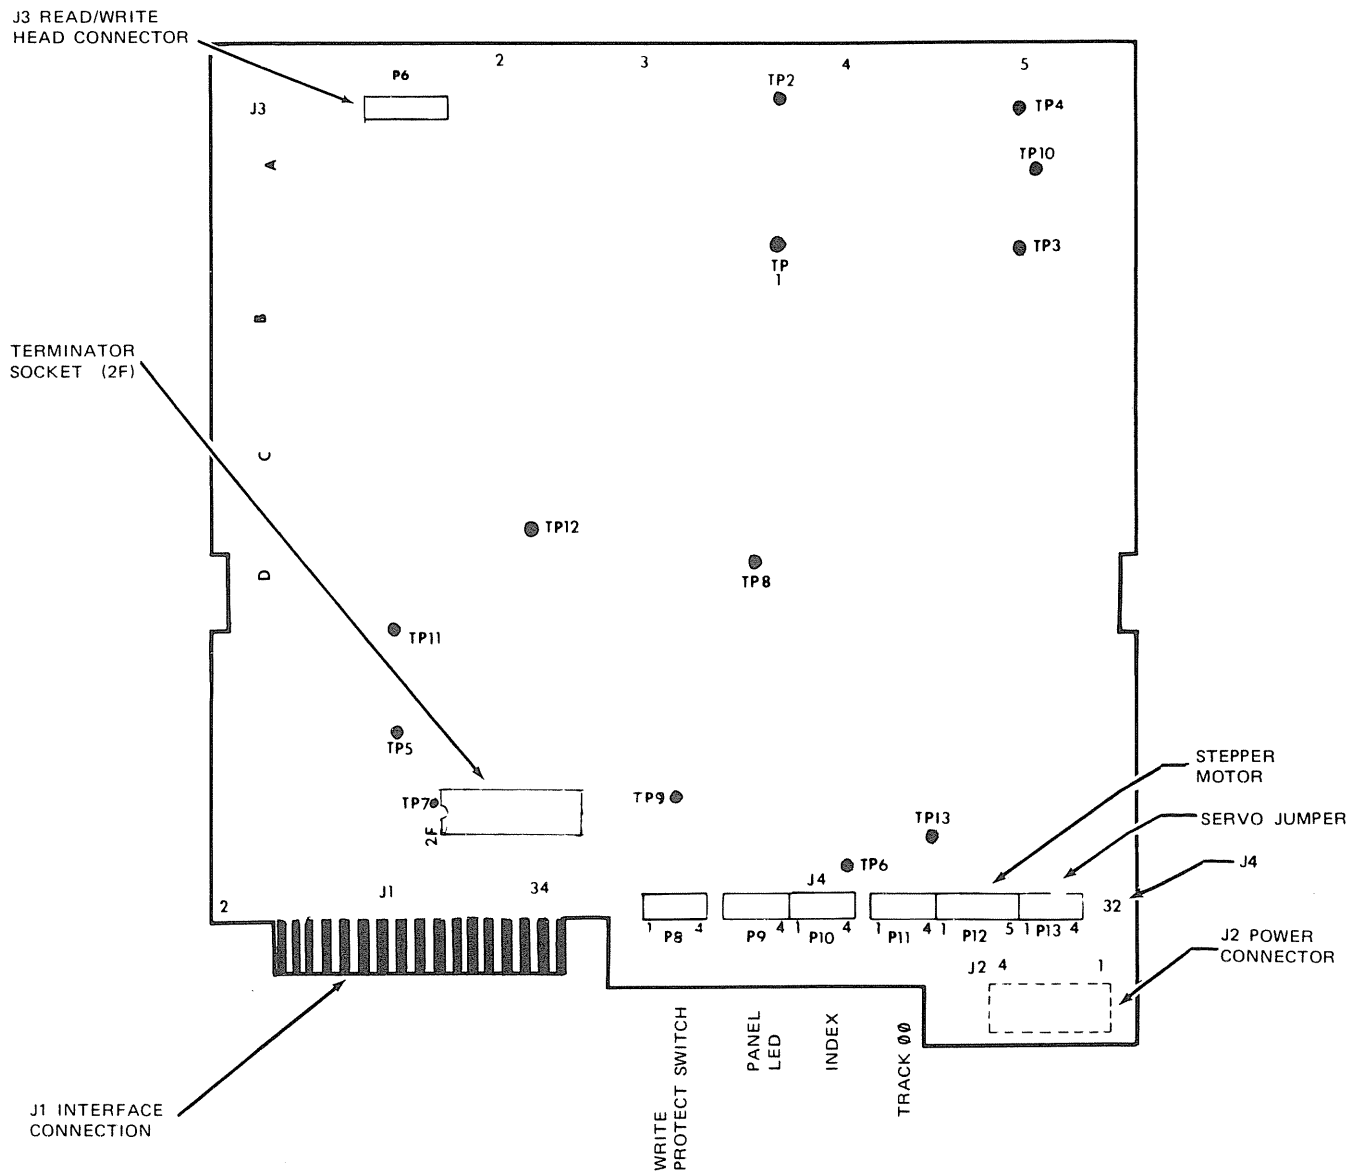 J3 READ/WRITE
HEAD CONNECTOR
2
3
4
5
P6
J3
TP2
TP4
A
TP10
TP
1
TP3
B
TERMINATOR
SOCKET (2F)
C
TP12
D
TP8
TP11
TP5
STEPPER
MOTOR
TP7
2F
TP9
TP13
SERVO JUMPER
TP6
J4
J4
2
J1
34
32
1 P8 4
P9 4
1 P10 4
1 P11 4
1 P12 5
1 P13 4
J2 POWER
CONNECTOR
J2 4
1
WRITE
PROTECT SWITCH
PANEL
LED
INDEX
TRACK 00
J1 INTERFACE
CONNECTION